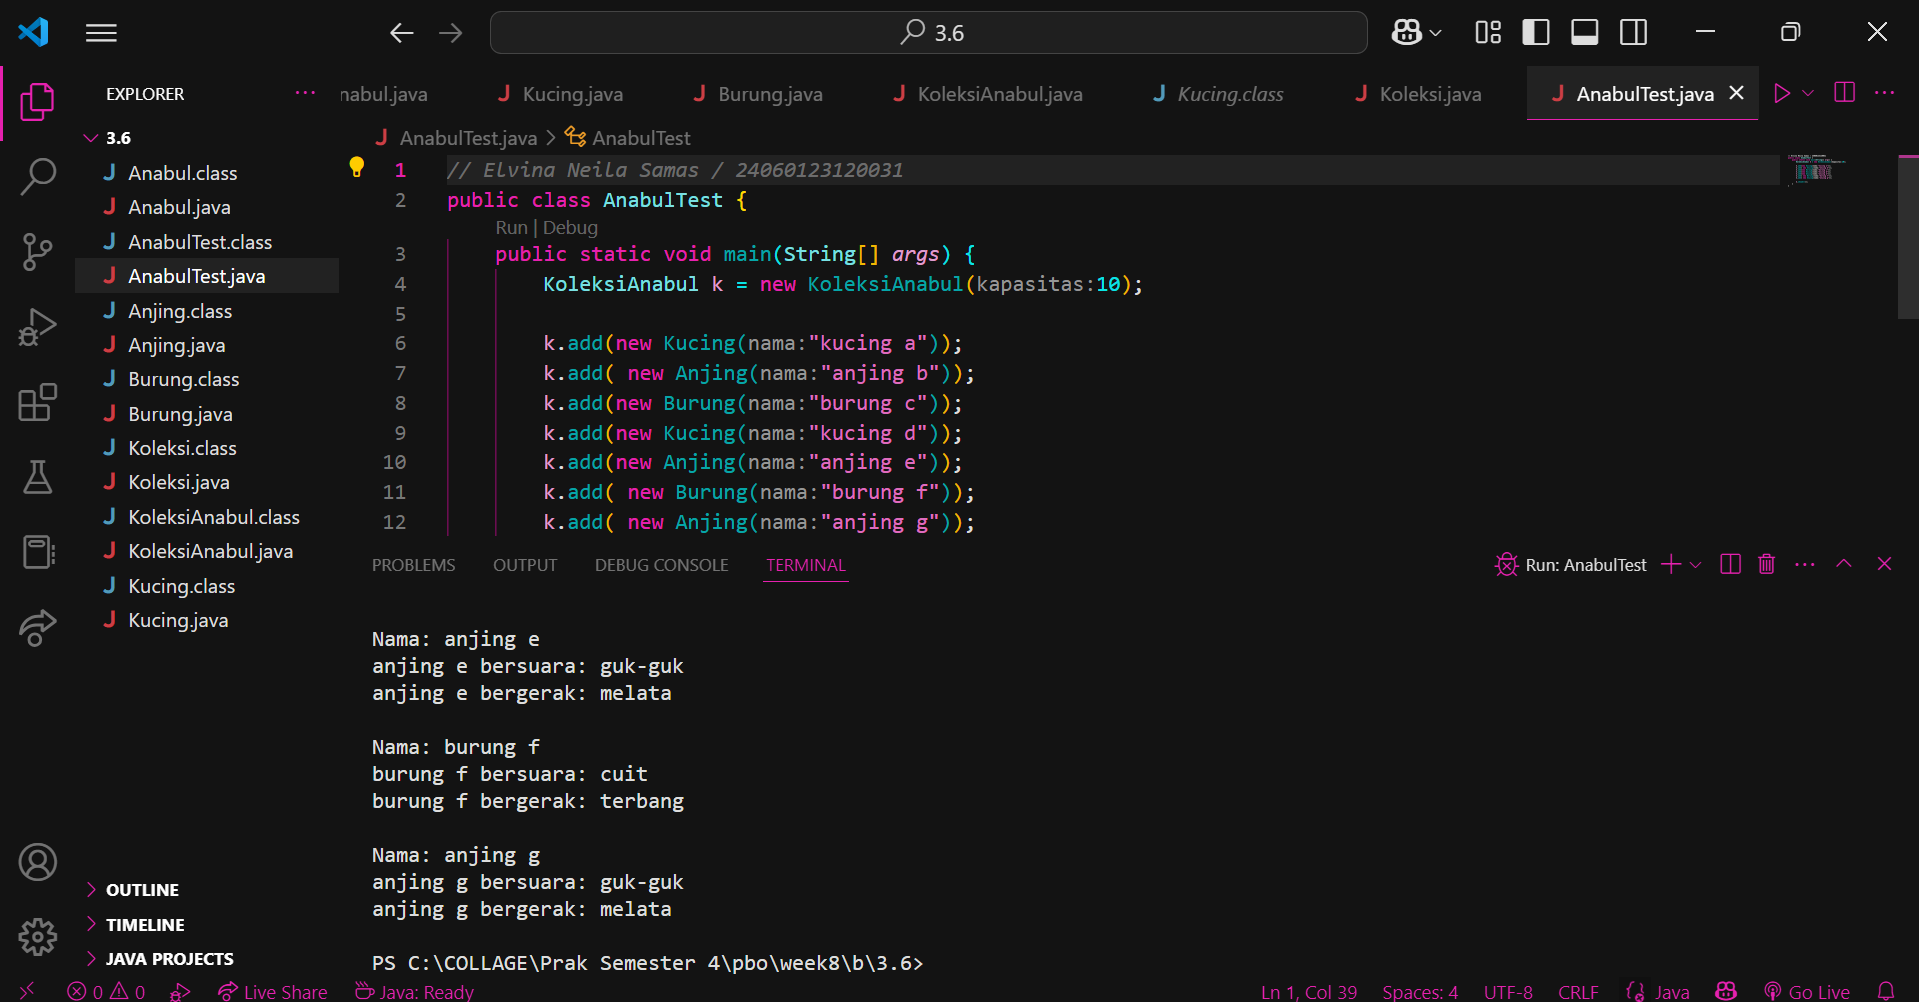 3.6
EXPLORER
nabul.java
Kucing.java
Burung.java
KoleksiAnabul.java
Kucing.class
Koleksi.java
AnabulTest.java
3.6
Anabul.class
Anabul.java
AnabulTest.class
AnabulTest.java
Anjing.class
Anjing.java
Burung.class
Burung.java
Koleksi.class
Koleksi.java
KoleksiAnabul.class
KoleksiAnabul.java
Kucing.class
Kucing.java
OUTLINE
TIMELINE
JAVA PROJECTS
AnabulTest.java > AnabulTest
1 // Elvina Neila Samas / 24060123120031
2 public class AnabulTest {
Run | Debug
3 public static void main(String[] args) {
4 KoleksiAnabul k = new KoleksiAnabul(kapasitas:10);
5
6 k.add(new Kucing(nama:"kucing a"));
7 k.add( new Anjing(nama:"anjing b"));
8 k.add(new Burung(nama:"burung c"));
9 k.add(new Kucing(nama:"kucing d"));
10 k.add(new Anjing(nama:"anjing e"));
11 k.add( new Burung(nama:"burung f"));
12 k.add( new Anjing(nama:"anjing g"));
PROBLEMS OUTPUT DEBUG CONSOLE TERMINAL
Run: AnabulTest
Nama: anjing e
anjing e bersuara: guk-guk
anjing e bergerak: melata
Nama: burung f
burung f bersuara: cuit
burung f bergerak: terbang
Nama: anjing g
anjing g bersuara: guk-guk
anjing g bergerak: melata
PS C:\COLLAGE\Prak Semester 4\pbo\week8\b\3.6>
0 0 Live Share Java: Ready Ln 1, Col 39 Spaces: 4 UTF-8 CRLF {} Java Go Live